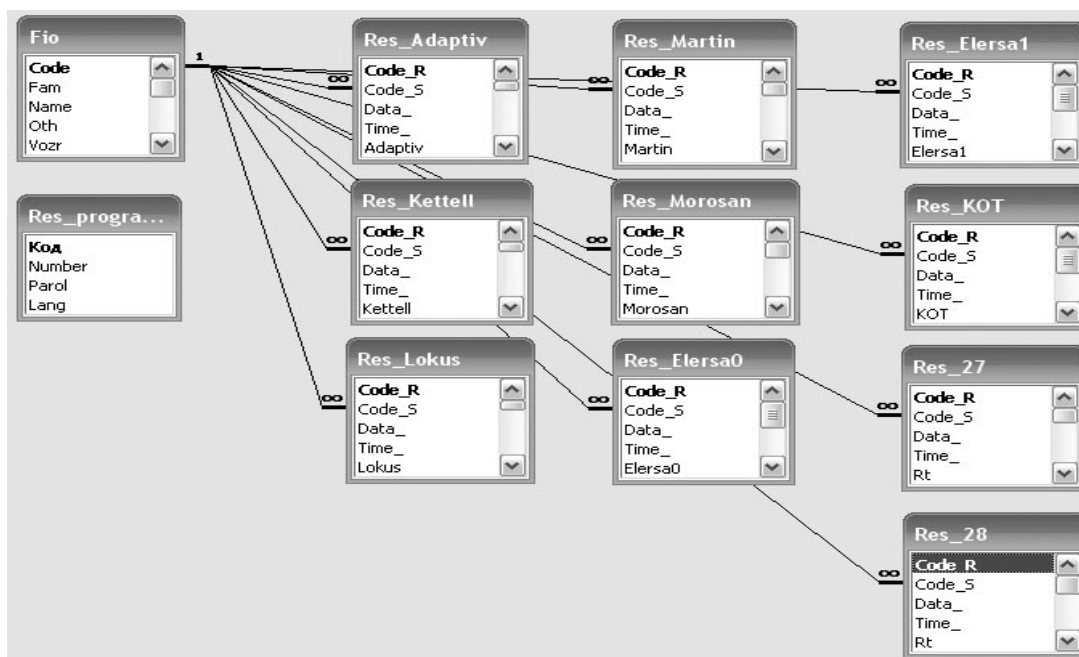 Fio
Code
Fam
Name
Oth
Vozr
1
Res_Adaptiv
Code_R
Code_S
Data_
Time_
Adaptiv
∞
Res_Martin
Code_R
Code_S
Data_
Time_
Martin
∞
Res_Elersa1
Code_R
Code_S
Data_
Time_
Elersa1
∞
Res_progra...
Код
Number
Parol
Lang
Res_Kettell
Code_R
Code_S
Data_
Time_
Kettell
∞
Res_Morosan
Code_R
Code_S
Data_
Time_
Morosan
∞
Res_KOT
Code_R
Code_S
Data_
Time_
KOT
∞
Res_Lokus
Code_R
Code_S
Data_
Time_
Lokus
∞
Res_Elersa0
Code_R
Code_S
Data_
Time_
Elersa0
∞
Res_27
Code_R
Code_S
Data_
Time_
Rt
∞
Res_28
Code_R
Code_S
Data_
Time_
Rt
∞